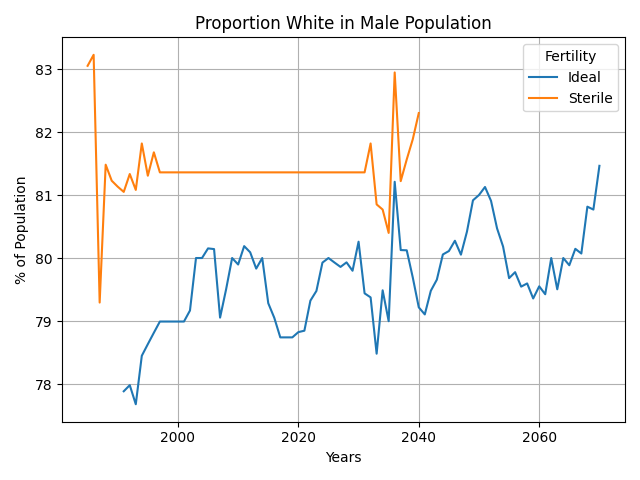 Proportion White in Male Population
Fertility
Ideal
Sterile
% of Population
83
82
81
80
79
78
2000
2020
2040
2060
Years